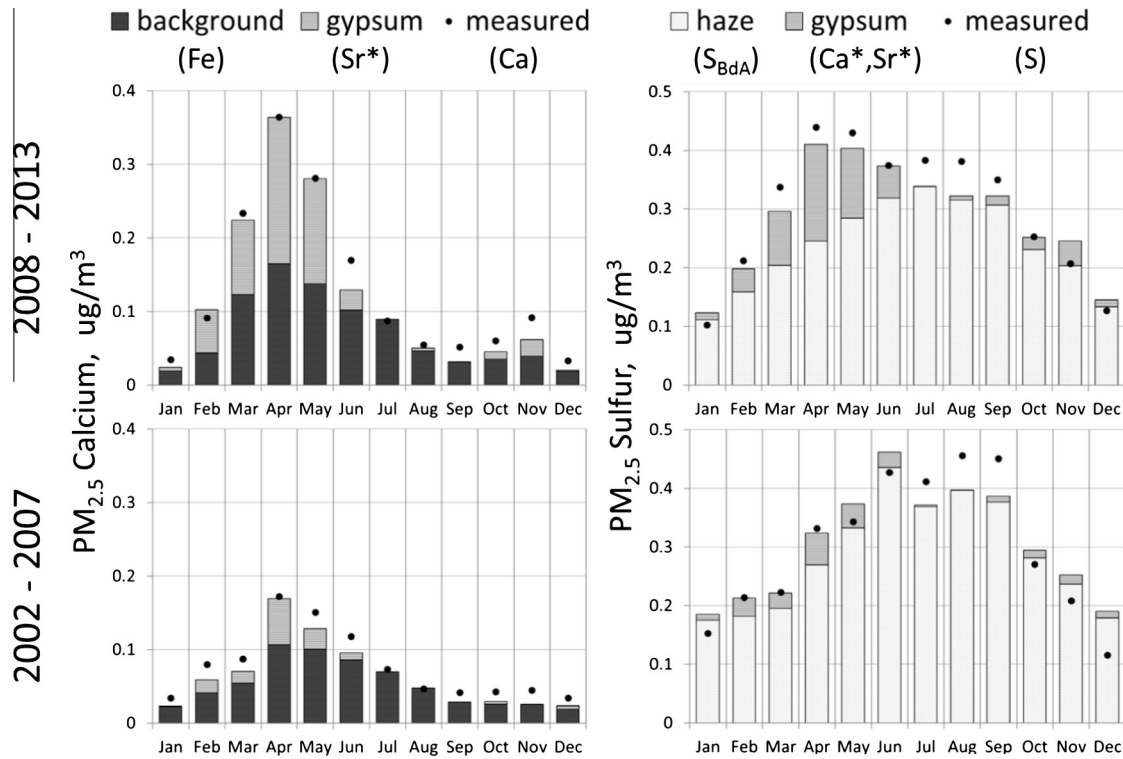 background gypsum measured
(Fe) (Sr*) (Ca)
haze gypsum measured
(S_BdA) (Ca*,Sr*) (S)
2008 - 2013
2002 - 2007
PM2.5 Calcium, ug/m³
0.4
0.3
0.2
0.1
0
Jan Feb Mar Apr May Jun Jul Aug Sep Oct Nov Dec
0.4
0.3
0.2
0.1
0
Jan Feb Mar Apr May Jun Jul Aug Sep Oct Nov Dec
PM2.5 Sulfur, ug/m³
0.5
0.4
0.3
0.2
0.1
0
Jan Feb Mar Apr May Jun Jul Aug Sep Oct Nov Dec
0.5
0.4
0.3
0.2
0.1
0
Jan Feb Mar Apr May Jun Jul Aug Sep Oct Nov Dec